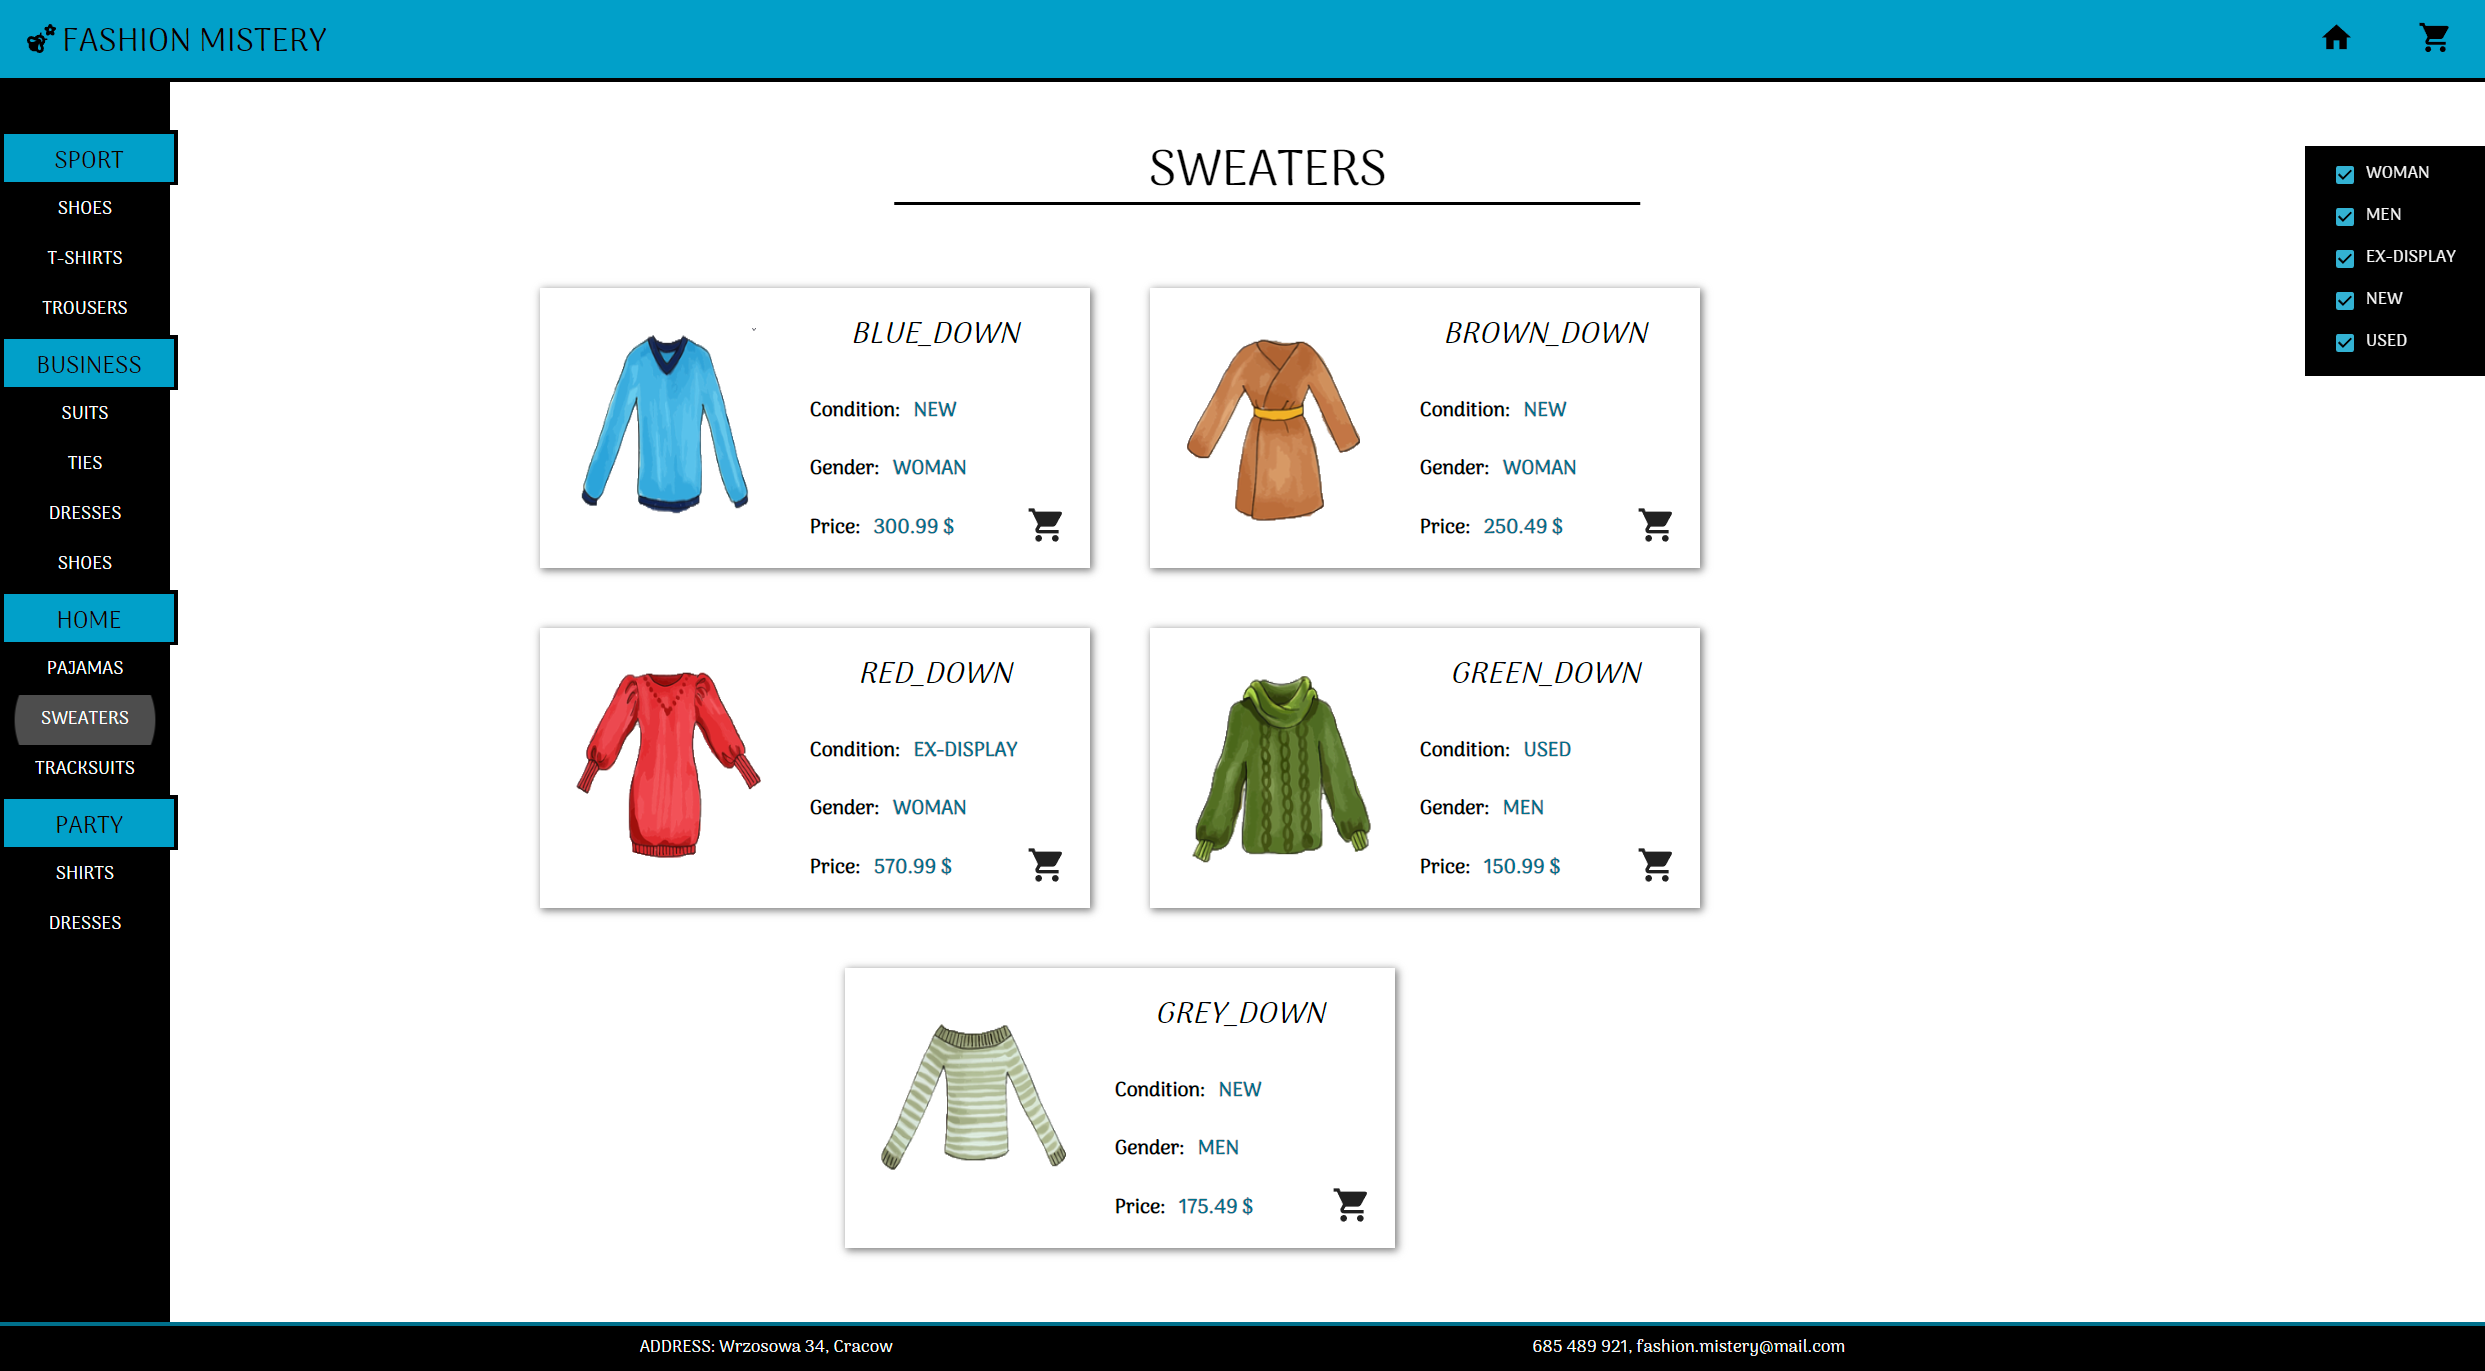 FASHION MISTERY
SPORT
SHOES
T-SHIRTS
TROUSERS
BUSINESS
SUITS
TIES
DRESSES
SHOES
HOME
PAJAMAS
SWEATERS
TRACKSUITS
PARTY
SHIRTS
DRESSES
SWEATERS
BLUE_DOWN
Condition: NEW
Gender: WOMAN
Price: 300.99 $
BROWN_DOWN
Condition: NEW
Gender: WOMAN
Price: 250.49 $
RED_DOWN
Condition: EX-DISPLAY
Gender: WOMAN
Price: 570.99 $
GREEN_DOWN
Condition: USED
Gender: MEN
Price: 150.99 $
GREY_DOWN
Condition: NEW
Gender: MEN
Price: 175.49 $
WOMAN
MEN
EX-DISPLAY
NEW
USED
ADDRESS: Wrzosowa 34, Cracow
685 489 921, fashion.mistery@mail.com